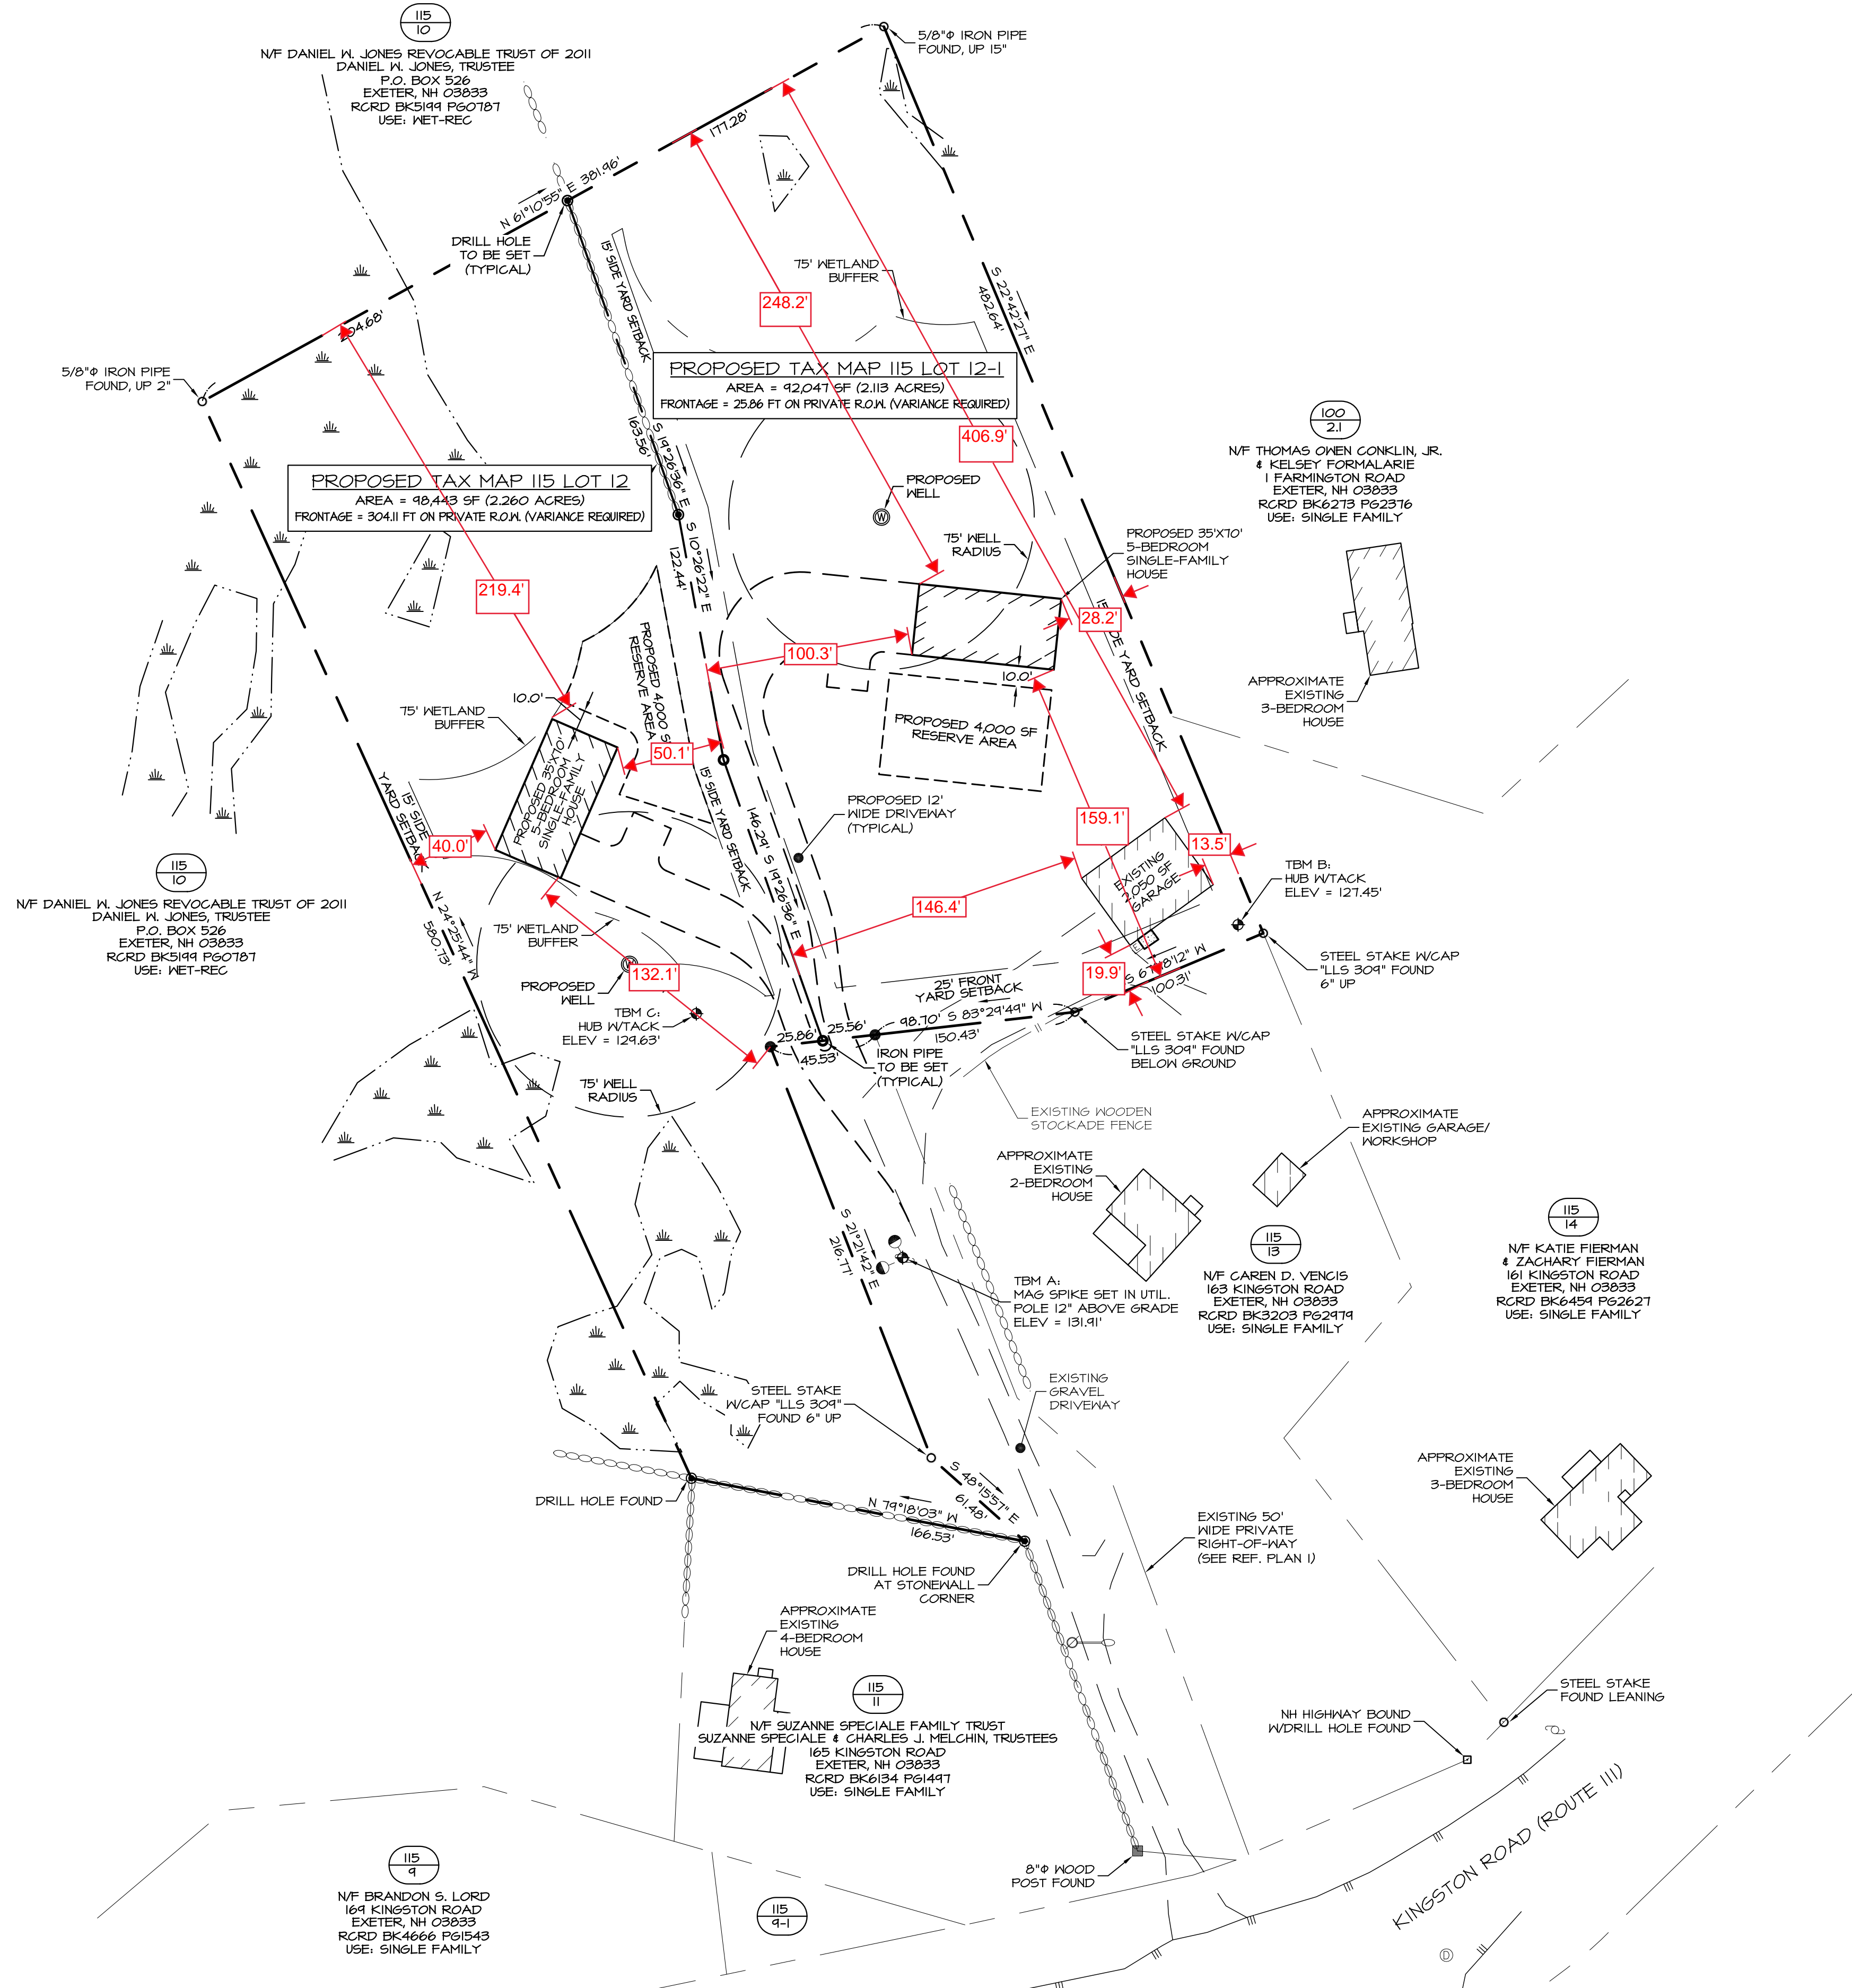 115
10
N/F DANIEL W. JONES REVOCABLE TRUST OF 2011
DANIEL W. JONES, TRUSTEE
P.O. BOX 526
EXETER, NH 03833
RCRD BK5199 PG0787
USE: WET-REC
5/8"Φ IRON PIPE
FOUND, UP 15"
177.28'
N 61°10'55" E 381.96'
DRILL HOLE
TO BE SET
(TYPICAL)
15' SIDE YARD SETBACK
75' WETLAND
BUFFER
S 22°42'27" E
482.64'
248.2'
5/8"Φ IRON PIPE
FOUND, UP 2"
PROPOSED TAX MAP 115 LOT 12-1
AREA = 92,047 SF (2.113 ACRES)
FRONTAGE = 25.86 FT ON PRIVATE R.O.W. (VARIANCE REQUIRED)
406.9'
163.56'
S 19°26'36" E
100
2.1
N/F THOMAS OWEN CONKLIN, JR.
& KELSEY FORMALARIE
1 FARMINGTON ROAD
EXETER, NH 03833
RCRD BK6273 PG2376
USE: SINGLE FAMILY
PROPOSED TAX MAP 115 LOT 12
AREA = 98,443 SF (2.260 ACRES)
FRONTAGE = 304.11 FT ON PRIVATE R.O.W. (VARIANCE REQUIRED)
PROPOSED
WELL
W
75' WELL
RADIUS
PROPOSED 35'X70'
5-BEDROOM
SINGLE-FAMILY
HOUSE
S 10°26'22" E
122.44'
219.4'
28.2'
100.3'
PROPOSED 4,000
RESERVE AREA
10.0'
YARD SETBACK
APPROXIMATE
EXISTING
3-BEDROOM
HOUSE
10.0'
75' WETLAND
BUFFER
PROPOSED 4,000 SF
RESERVE AREA
50.1'
PROPOSED 35'X70'
5-BEDROOM
SINGLE-FAMILY
HOUSE
15' SIDE YARD SETBACK
PROPOSED 12'
WIDE DRIVEWAY
(TYPICAL)
159.1'
15' SIDE
YARD SETBACK
40.0'
146.29' S 19°26'36" E
13.5'
EXISTING
2,050 SF
GARAGE
TBM B:
HUB W/TACK
ELEV = 127.45'
115
10
N/F DANIEL W. JONES REVOCABLE TRUST OF 2011
DANIEL W. JONES, TRUSTEE
P.O. BOX 526
EXETER, NH 03833
RCRD BK5199 PG0787
USE: WET-REC
N 24°25'44" W
580.73'
146.4'
75' WETLAND
BUFFER
132.1'
PROPOSED
WELL
19.9'
100.31'
STEEL STAKE W/CAP
"LLS 309" FOUND
6" UP
25' FRONT
YARD SETBACK
TBM C:
HUB W/TACK
ELEV = 129.63'
25.86'
25.56'
98.70' S 83°29'49" W
150.43'
45.53'
IRON PIPE
TO BE SET
(TYPICAL)
STEEL STAKE W/CAP
"LLS 309" FOUND
BELOW GROUND
75' WELL
RADIUS
EXISTING WOODEN
STOCKADE FENCE
APPROXIMATE
EXISTING GARAGE/
WORKSHOP
APPROXIMATE
EXISTING
2-BEDROOM
HOUSE
S 21°21'42" E
216.77'
TBM A:
MAG SPIKE SET IN UTIL.
POLE 12" ABOVE GRADE
ELEV = 131.91'
115
13
N/F CAREN D. VENCIS
163 KINGSTON ROAD
EXETER, NH 03833
RCRD BK3203 PG2979
USE: SINGLE FAMILY
115
14
N/F KATIE FIERMAN
& ZACHARY FIERMAN
161 KINGSTON ROAD
EXETER, NH 03833
RCRD BK6459 PG2627
USE: SINGLE FAMILY
STEEL STAKE
W/CAP "LLS 309"
FOUND 6" UP
EXISTING
GRAVEL
DRIVEWAY
DRILL HOLE FOUND
S 48°15'57" E
61.48'
N 79°18'03" W
166.53'
APPROXIMATE
EXISTING
3-BEDROOM
HOUSE
EXISTING 50'
WIDE PRIVATE
RIGHT-OF-WAY
(SEE REF. PLAN 1)
DRILL HOLE FOUND
AT STONEWALL
CORNER
APPROXIMATE
EXISTING
4-BEDROOM
HOUSE
115
11
N/F SUZANNE SPECIALE FAMILY TRUST
SUZANNE SPECIALE & CHARLES J. MELCHIN, TRUSTEES
165 KINGSTON ROAD
EXETER, NH 03833
RCRD BK6134 PG1497
USE: SINGLE FAMILY
STEEL STAKE
FOUND LEANING
NH HIGHWAY BOUND
W/DRILL HOLE FOUND
KINGSTON ROAD (ROUTE 111)
8"Φ WOOD
POST FOUND
115
9
N/F BRANDON S. LORD
169 KINGSTON ROAD
EXETER, NH 03833
RCRD BK4666 PG1543
USE: SINGLE FAMILY
115
9-1
D